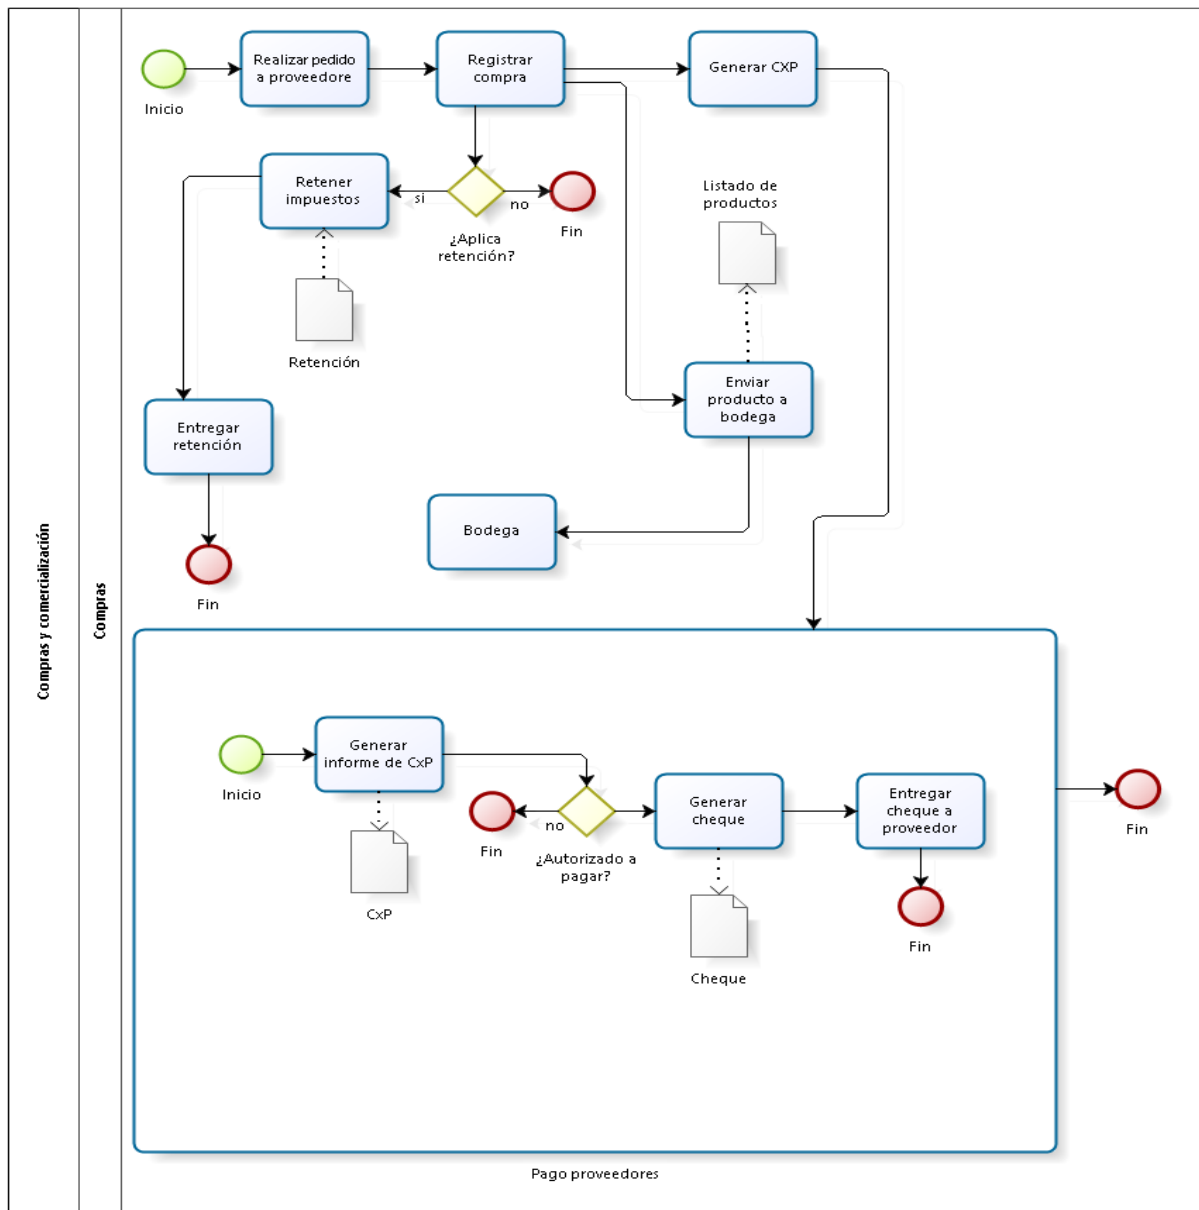 Compras y comercialización
Compras
Inicio
Realizar pedido
a proveedore
Registrar
compra
Generar CXP
Retener
impuestos
si
no
¿Aplica
retención?
Fin
Listado de
productos
Retención
Entregar
retención
Enviar
producto a
bodega
Bodega
Fin
Inicio
Generar
informe de CxP
CxP
Fin
no
¿Autorizado a
pagar?
Generar
cheque
Cheque
Entregar
cheque a
proveedor
Fin
Fin
Pago proveedores